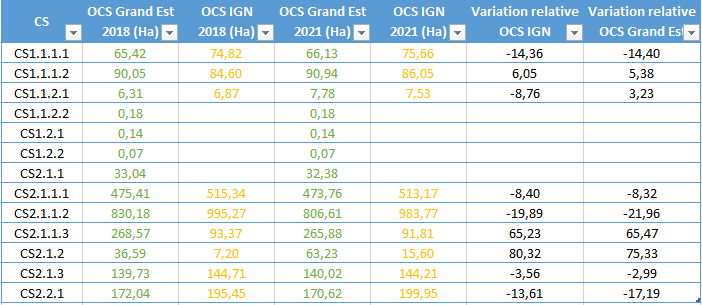 CS OCS Grand Est 2018 (Ha) OCS IGN 2018 (Ha) OCS Grand Est 2021 (Ha) OCS IGN 2021 (Ha) Variation relative OCS IGN Variation relative OCS Grand Est
CS1.1.1.1 65,42 74,82 66,13 75,66 -14,36 -14,40
CS1.1.1.2 90,05 84,60 90,94 86,05 6,05 5,38
CS1.1.2.1 6,31 6,87 7,78 7,53 -8,76 3,23
CS1.1.2.2 0,18 0,18
CS1.2.1 0,14 0,14
CS1.2.2 0,07 0,07
CS2.1.1 33,04 32,38
CS2.1.1.1 475,41 515,34 473,76 513,17 -8,40 -8,32
CS2.1.1.2 830,18 995,27 806,61 983,77 -19,89 -21,96
CS2.1.1.3 268,57 93,37 265,88 91,81 65,23 65,47
CS2.1.2 36,59 7,20 63,23 15,60 80,32 75,33
CS2.1.3 139,73 144,71 140,02 144,21 -3,56 -2,99
CS2.2.1 172,04 195,45 170,62 199,95 -13,61 -17,19